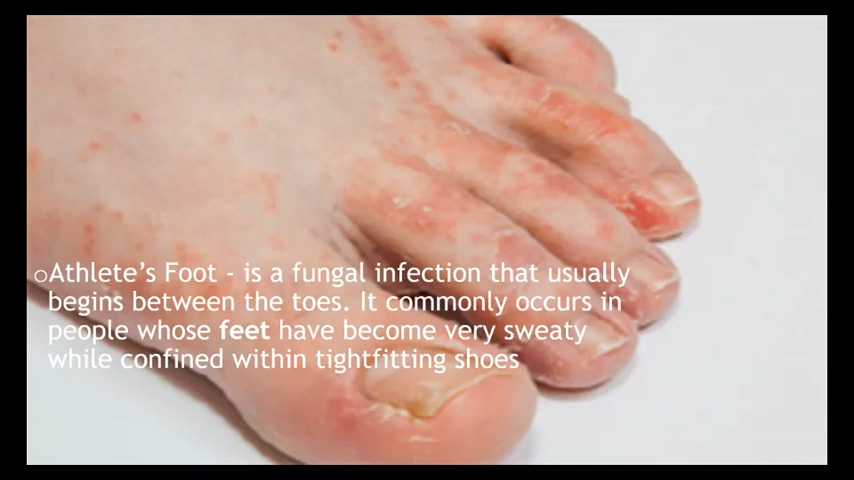 ○Athlete’s Foot - is a fungal infection that usually
begins between the toes. It commonly occurs in
people whose feet have become very sweaty
while confined within tightfitting shoes